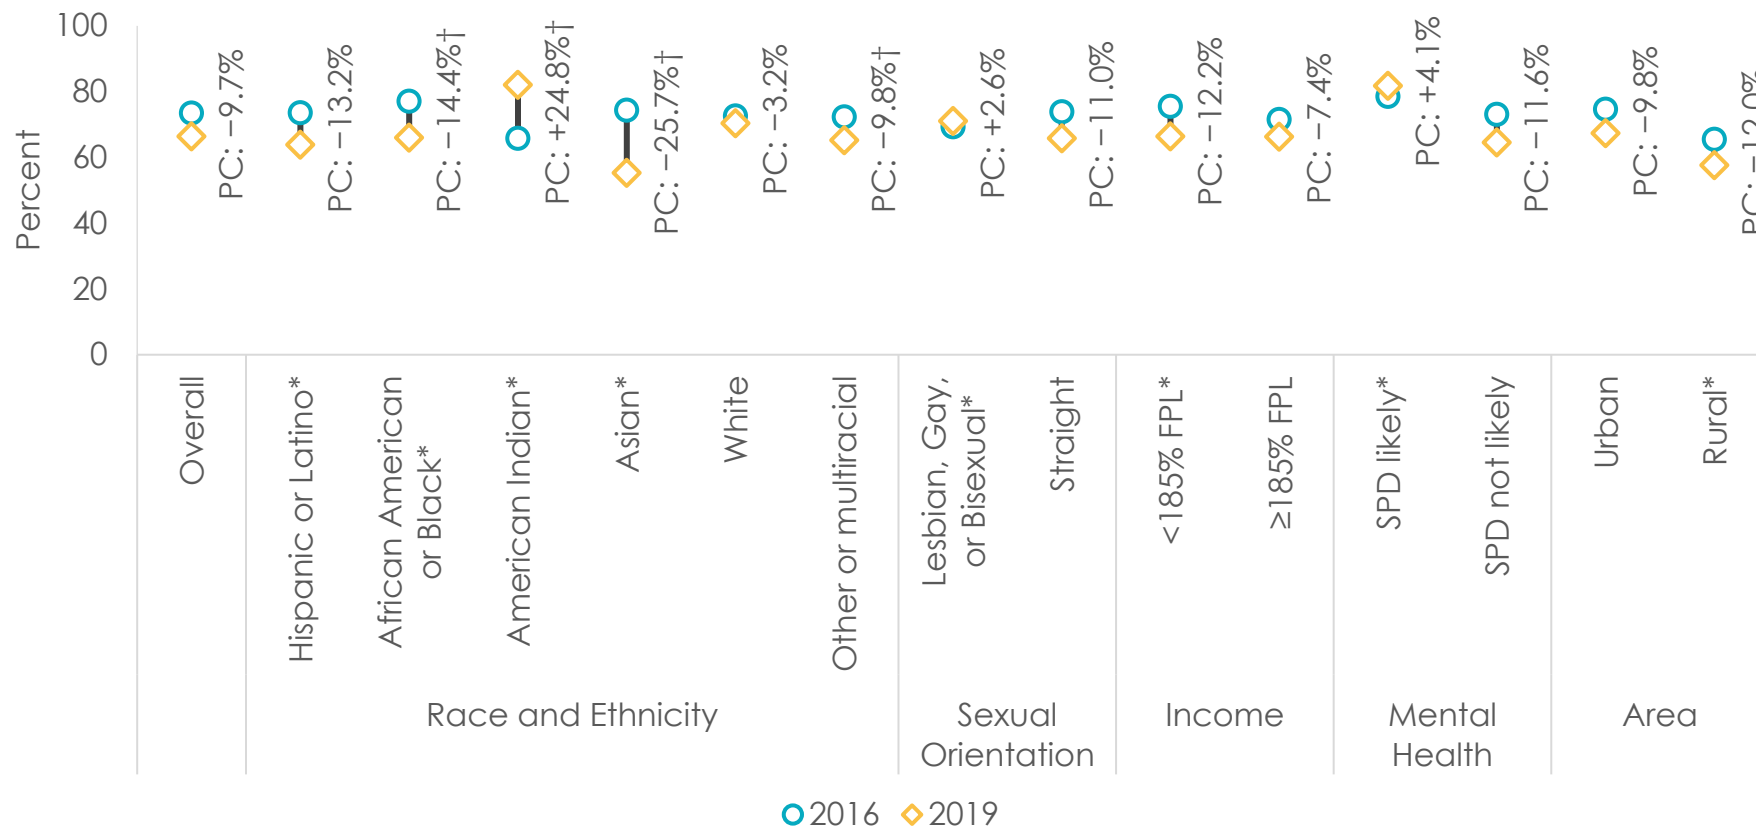 100
80
60
40
20
0
Percent
PC: −9.7%
PC: −13.2%
PC: −14.4%†
PC: +24.8%†
PC: −25.7%†
PC: −3.2%
PC: −9.8%†
PC: +2.6%
PC: −11.0%
PC: −12.2%
PC: −7.4%
PC: +4.1%
PC: −11.6%
PC: −9.8%
PC: −12.0%
Overall
Hispanic or Latino*
African American
or Black*
American Indian*
Asian*
White
Other or multiracial
Lesbian, Gay,
or Bisexual*
Straight
<185% FPL*
≥185% FPL
SPD likely*
SPD not likely
Urban
Rural*
Race and Ethnicity
Sexual
Orientation
Income
Mental
Health
Area
2016
2019